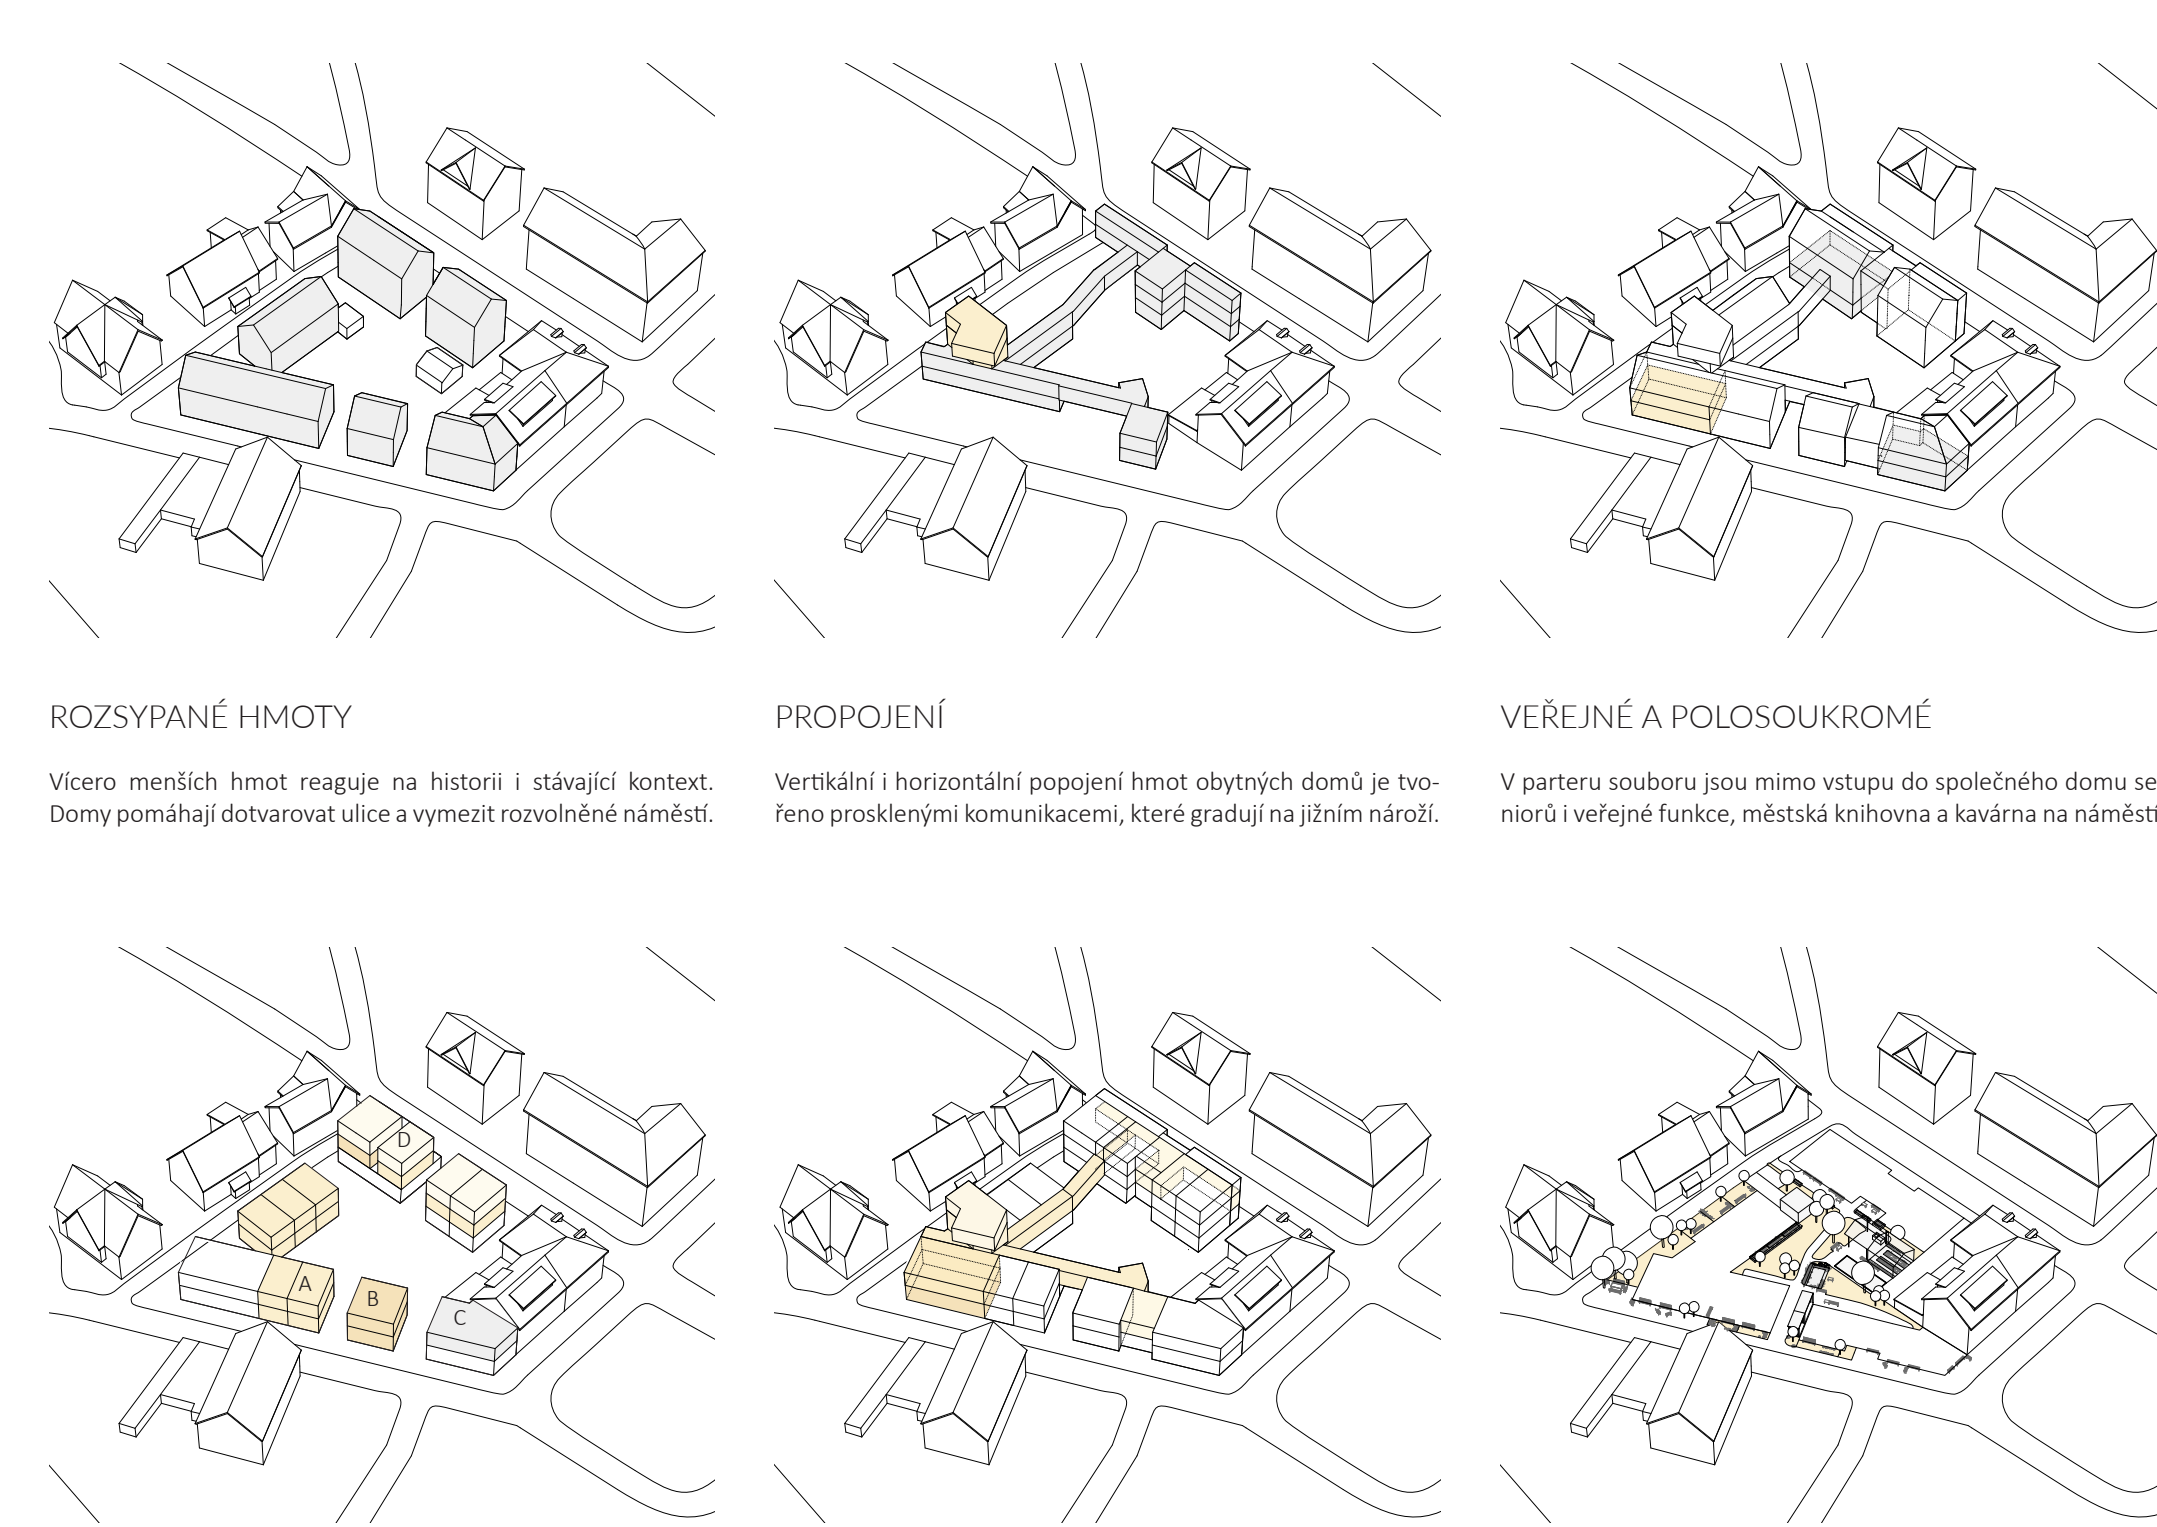 ROZSYPANÉ HMOTY
Vícero menších hmot reaguje na historii i stávající kontext.
Domy pomáhají dotvarovat ulice a vymezit rozvolněné náměstí.
PROPOJENÍ
Vertikální i horizontální popojení hmot obytných domů je tvo-
řeno prosklenými komunikacemi, které gradují na jižním nároží.
VEŘEJNÉ A POLOSOUKROMÉ
V parteru souboru jsou mimo vstupu do společného domu se
niorů i veřejné funkce, městská knihovna a kavárna na náměstí
D
A
B
C